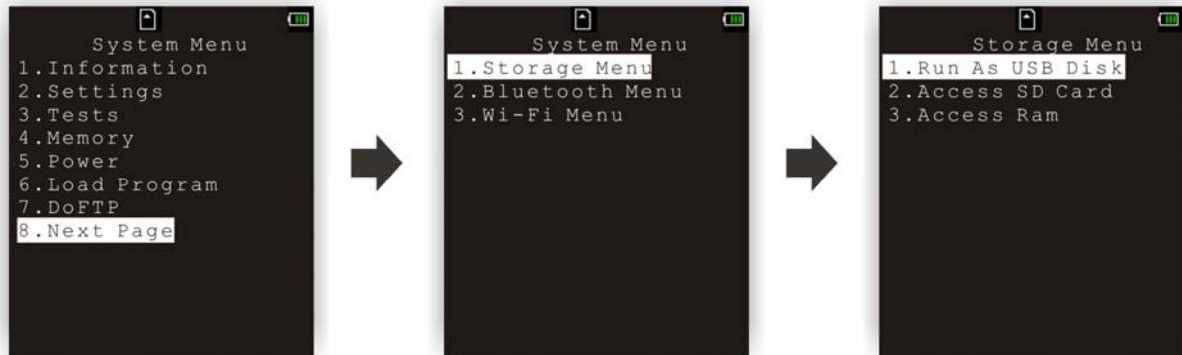 System Menu
1.Information
2.Settings
3.Tests
4.Memory
5.Power
6.Load Program
7.DoFTP
8.Next Page
System Menu
1.Storage Menu
2.Bluetooth Menu
3.Wi-Fi Menu
Storage Menu
1.Run As USB Disk
2.Access SD Card
3.Access Ram